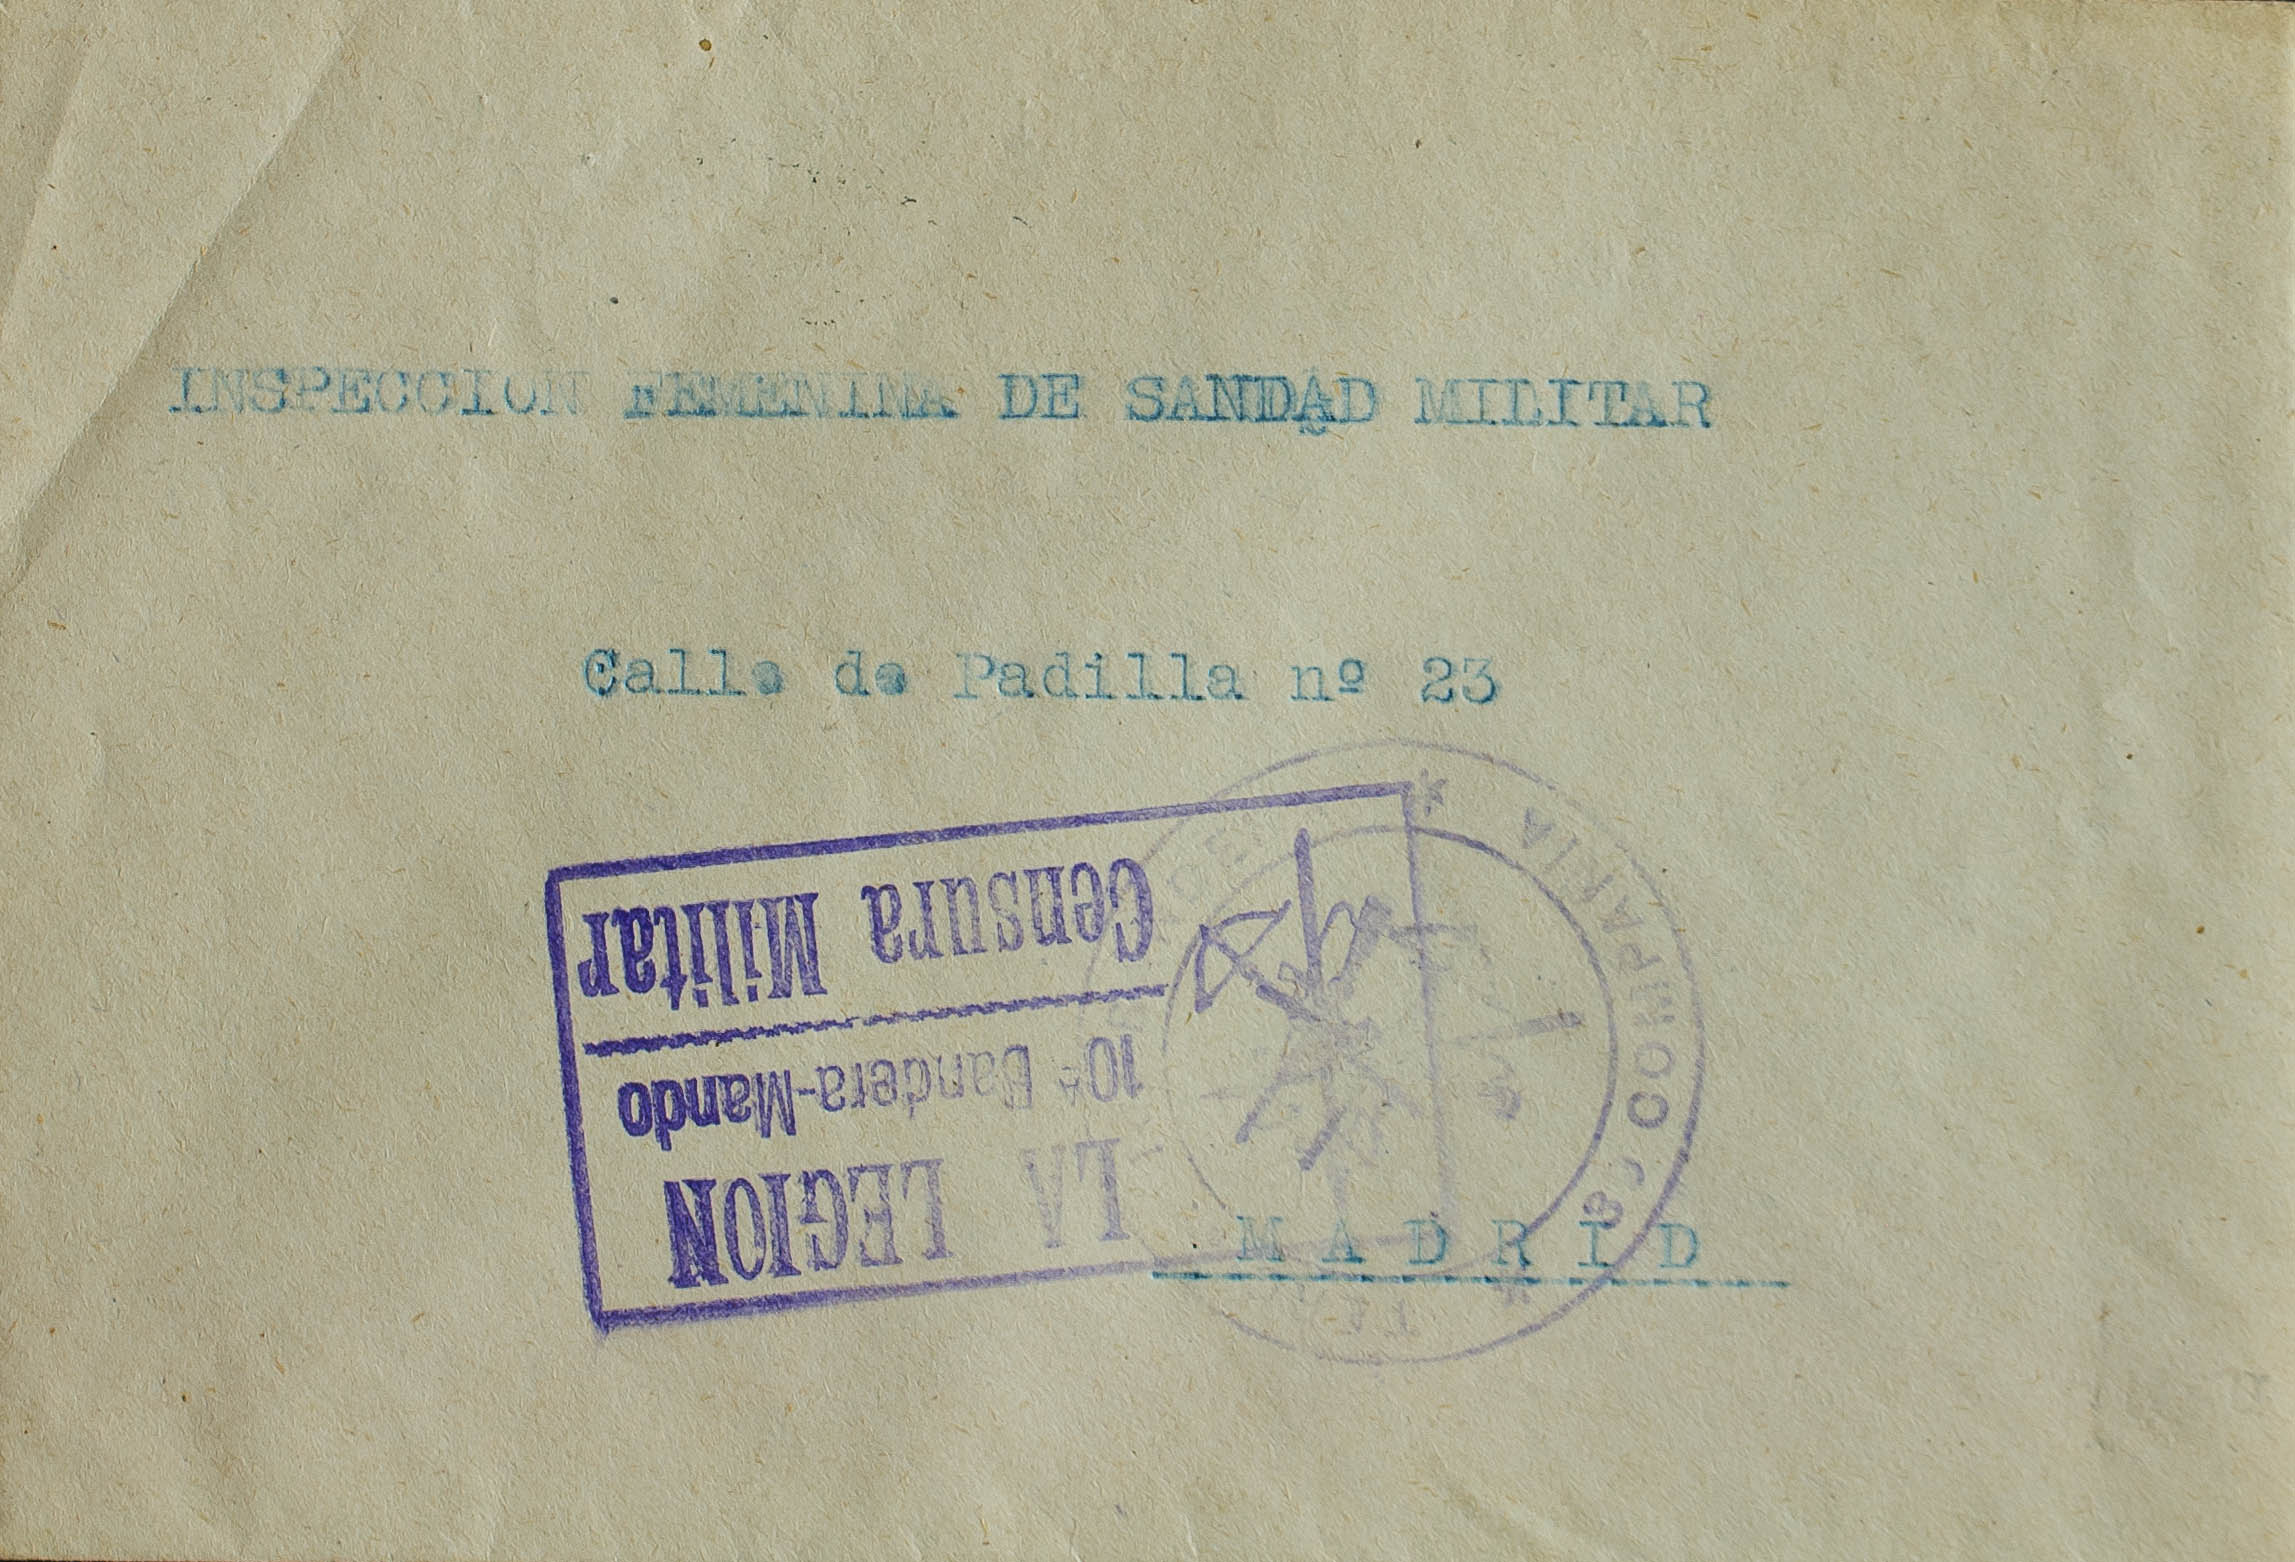 INSPECCION FEMENINA DE SANDAD MILITAR
Calle de Padilla nº 23
LA LEGION
10ª Bandera-Mando
Censura Militar
COMPAÑIA
MADRID